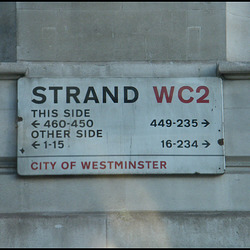 STRAND WC2
THIS SIDE
← 460-450 449-235 →
OTHER SIDE
← 1-15 16-234 →
CITY OF WESTMINSTER